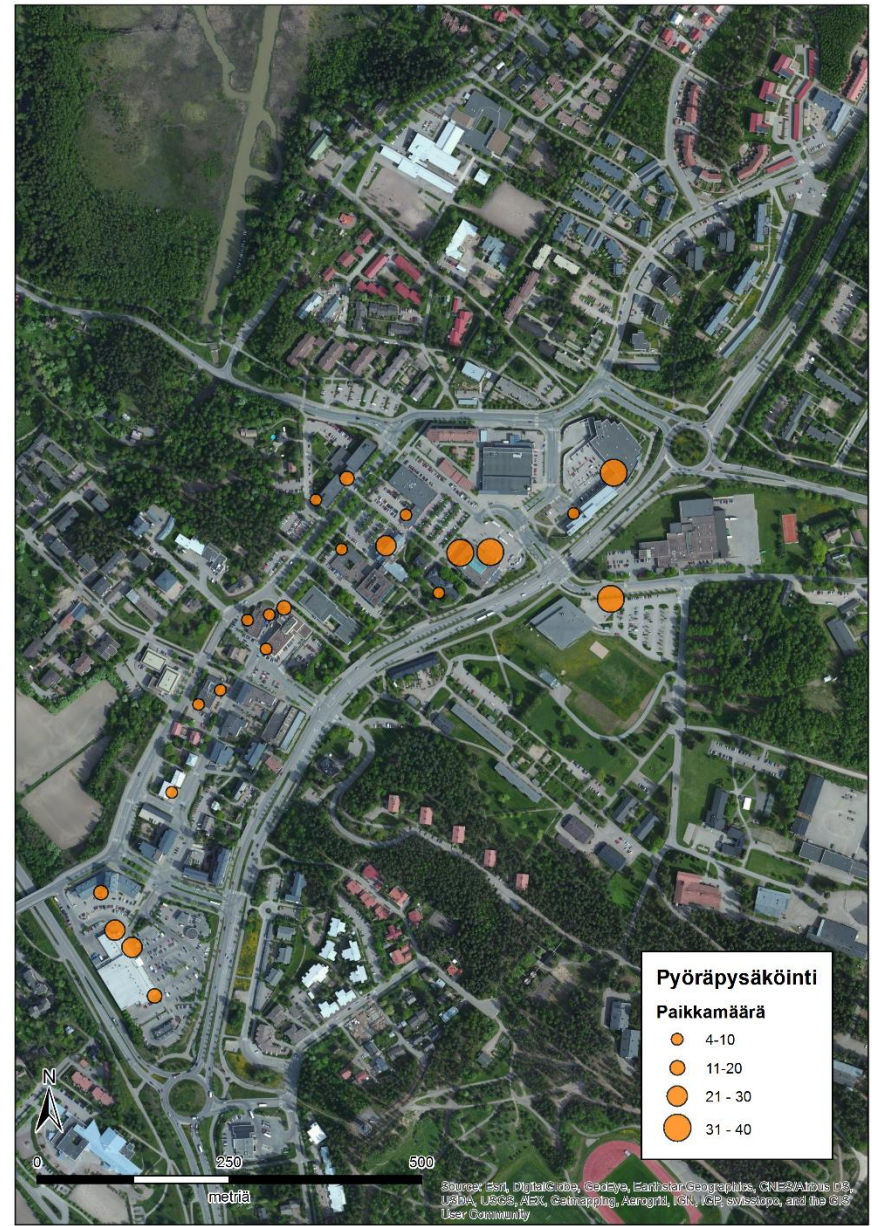 Pyöräpysäköinti
Paikkamäärä
4-10
11-20
21 - 30
31 - 40
N
0 250 500
metriä
Source: Esri, DigitalGlobe, GeoEye, Earthstar Geographics, CNES/Airbus DS,
USDA, USGS, AEX, Getmapping, Aerogrid, IGN, IGP, swisstopo, and the GIS
User Community